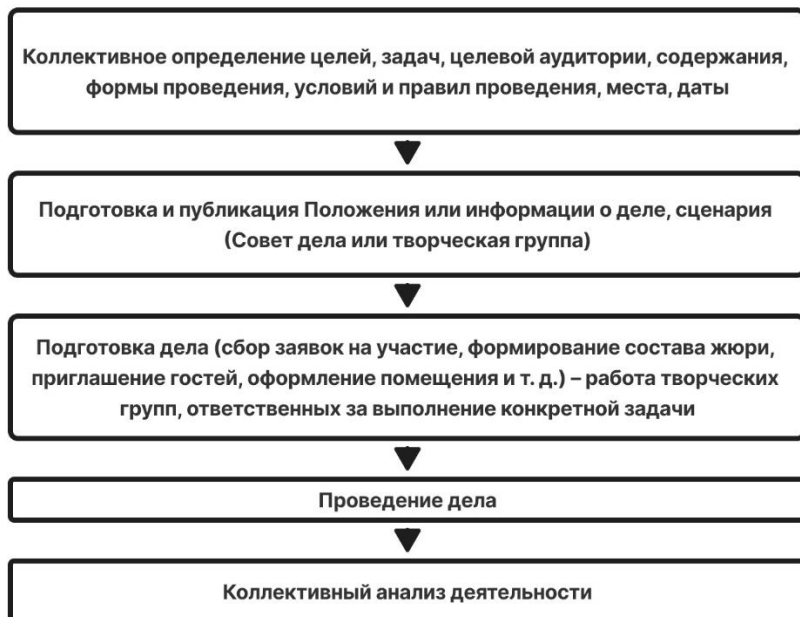 Коллективное определение целей, задач, целевой аудитории, содержания,
формы проведения, условий и правил проведения, места, даты
Подготовка и публикация Положения или информации о деле, сценария
(Совет дела или творческая группа)
Подготовка дела (сбор заявок на участие, формирование состава жюри,
приглашение гостей, оформление помещения и т. д.) – работа творческих
групп, ответственных за выполнение конкретной задачи
Проведение дела
Коллективный анализ деятельности